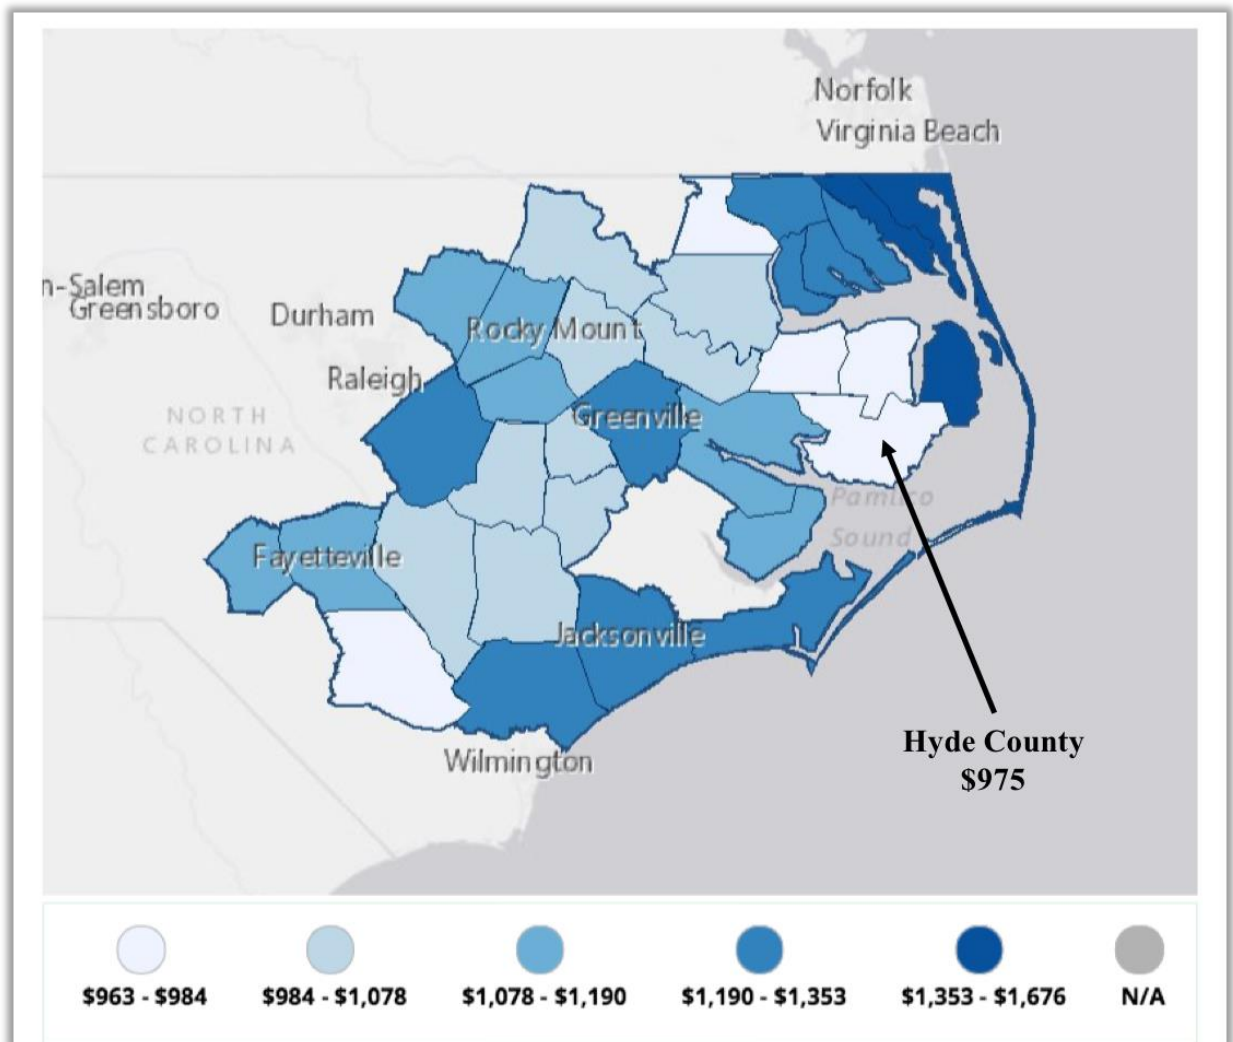 Norfolk
Virginia Beach
n-Salem
Greensboro
Durham
Rocky Mount
Raleigh
NORTH
CAROLINA
Greenville
Pamlico
Sound
Fayetteville
Jacksonville
Hyde County
$975
Wilmington
$963 - $984
$984 - $1,078
$1,078 - $1,190
$1,190 - $1,353
$1,353 - $1,676
N/A